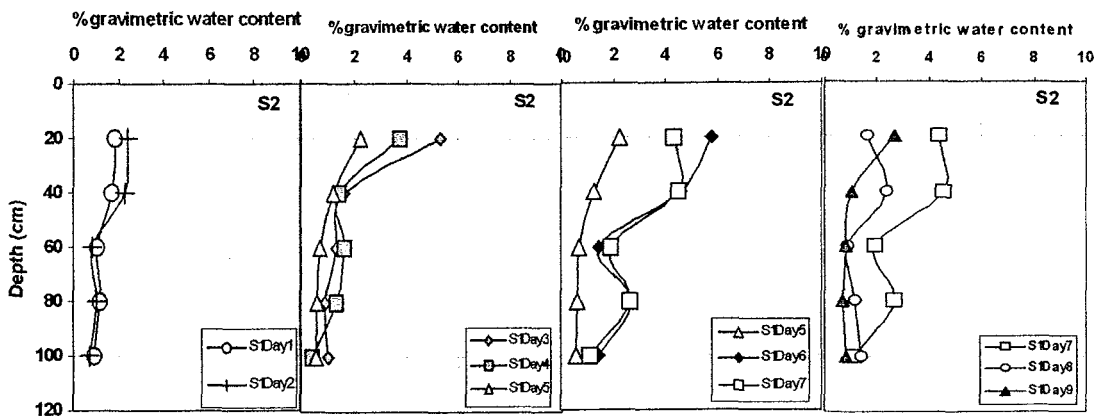 %gravimetric water content
%gravimetric water content
%gravimetric water content
% gravimetric water content
0 2 4 6 8 10
0 2 4 6 8 10
0 2 4 6 8 10
0 2 4 6 8 10
S2
S2
S2
S2
Depth (cm)
0
20
40
60
80
100
120
S1Day1
S1Day2
S1Day3
S1Day4
S1Day5
S1Day5
S1Day6
S1Day7
S1Day7
S1Day8
S1Day9